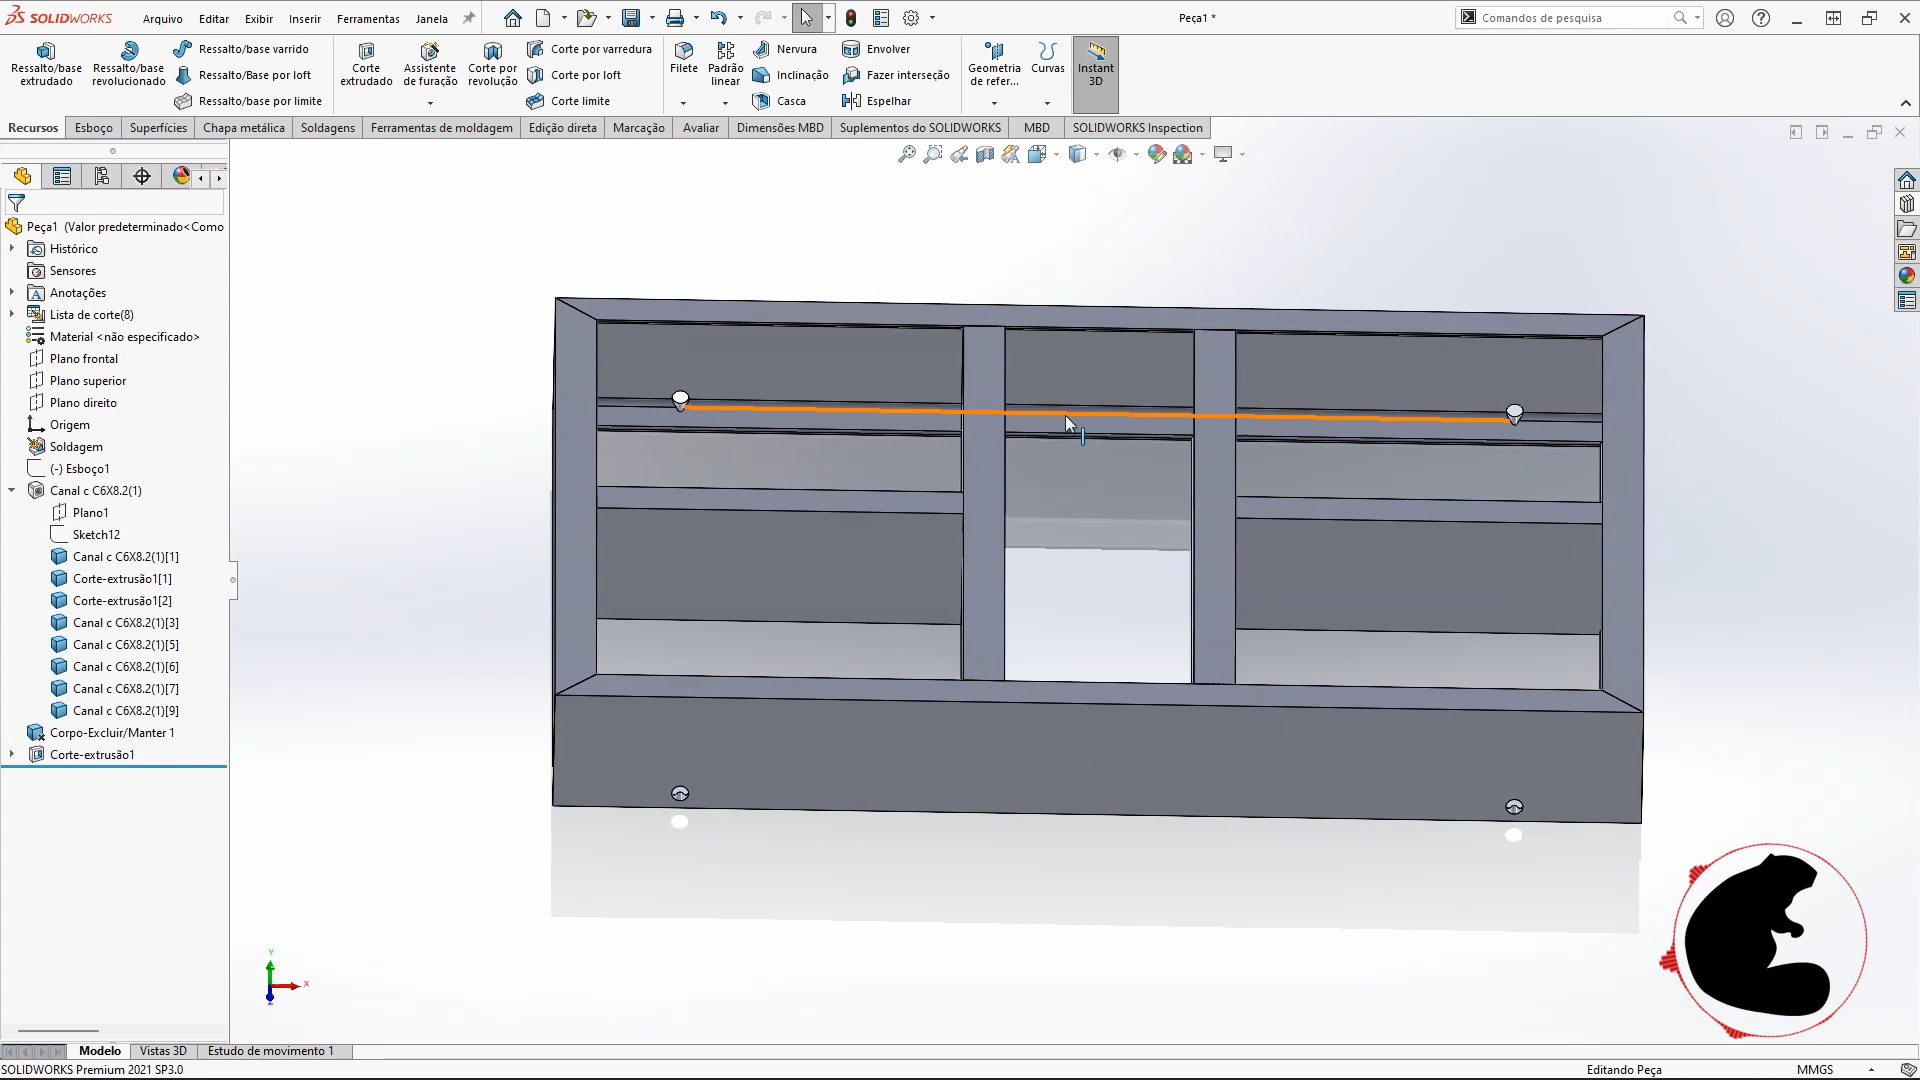 SOLIDWORKS Arquivo Editar Exibir Inserir Ferramentas Janela Peça1 * Comandos de pesquisa
Ressalto/base extrudado
Ressalto/base revolucionado
Ressalto/base varrido
Ressalto/Base por loft
Ressalto/base por limite
Corte extrudado
Assistente de furação
Corte por revolução
Corte por varredura
Corte por loft
Corte limite
Filete
Padrão linear
Nervura
Inclinação
Casca
Envolver
Fazer interseção
Espelhar
Geometria de refer...
Curvas
Instant 3D
Recursos Esboço Superfícies Chapa metálica Soldagens Ferramentas de moldagem Edição direta Marcação Avaliar Dimensões MBD Suplementos do SOLIDWORKS MBD SOLIDWORKS Inspection
Peça1 (Valor predeterminado<Como
Histórico
Sensores
Anotações
Lista de corte(8)
Material <não especificado>
Plano frontal
Plano superior
Plano direito
Origem
Soldagem
(-) Esboço1
Canal c C6X8.2(1)
Plano1
Sketch12
Canal c C6X8.2(1)[1]
Corte-extrusão1[1]
Corte-extrusão1[2]
Canal c C6X8.2(1)[3]
Canal c C6X8.2(1)[5]
Canal c C6X8.2(1)[6]
Canal c C6X8.2(1)[7]
Canal c C6X8.2(1)[9]
Corpo-Excluir/Manter 1
Corte-extrusão1
Y
X
Z
Modelo Vistas 3D Estudo de movimento 1
SOLIDWORKS Premium 2021 SP3.0 Editando Peça MMGS